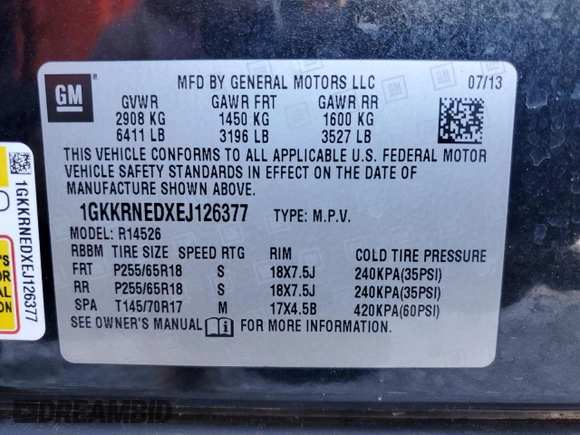 GM
MFD BY GENERAL MOTORS LLC 07/13
GVWR GAWR FRT GAWR RR
2908 KG 1450 KG 1600 KG
6411 LB 3196 LB 3527 LB
THIS VEHICLE CONFORMS TO ALL APPLICABLE U.S. FEDERAL MOTOR
VEHICLE SAFETY STANDARDS IN EFFECT ON THE DATE OF
MANUFACTURE SHOWN ABOVE.
1GKKRNEDXEJ126377 TYPE: M.P.V.
MODEL: R14526
RBBM TIRE SIZE SPEED RTG RIM COLD TIRE PRESSURE
FRT P255/65R18 S 18X7.5J 240KPA(35PSI)
RR P255/65R18 S 18X7.5J 240KPA(35PSI)
SPA T145/70R17 M 17X4.5B 420KPA(60PSI)
SEE OWNER'S MANUAL FOR MORE INFORMATION
1GKKRNEDXEJ126377
DREAMBID